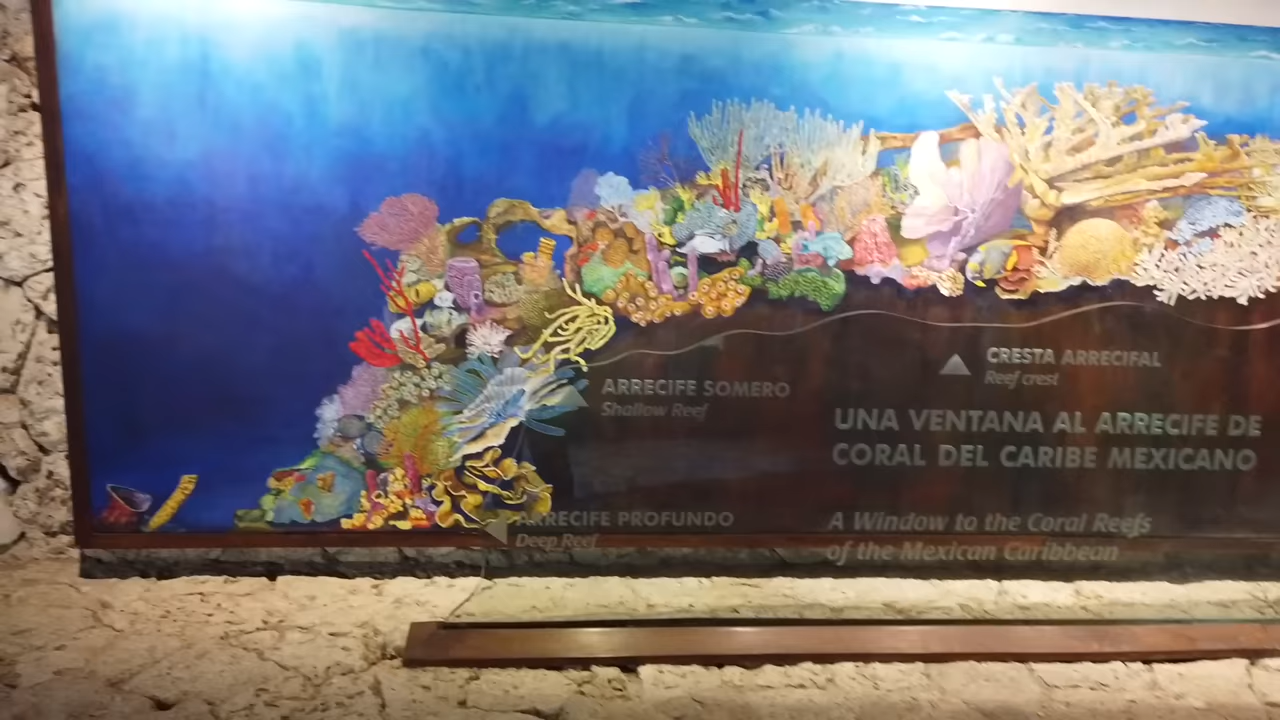 CRESTA ARRECIFAL
Reef crest
ARRECIFE SOMERO
Shallow Reef
UNA VENTANA AL ARRECIFE DE
CORAL DEL CARIBE MEXICANO
ARRECIFE PROFUNDO
Deep Reef
A Window to the Coral Reefs
of the Mexican Caribbean